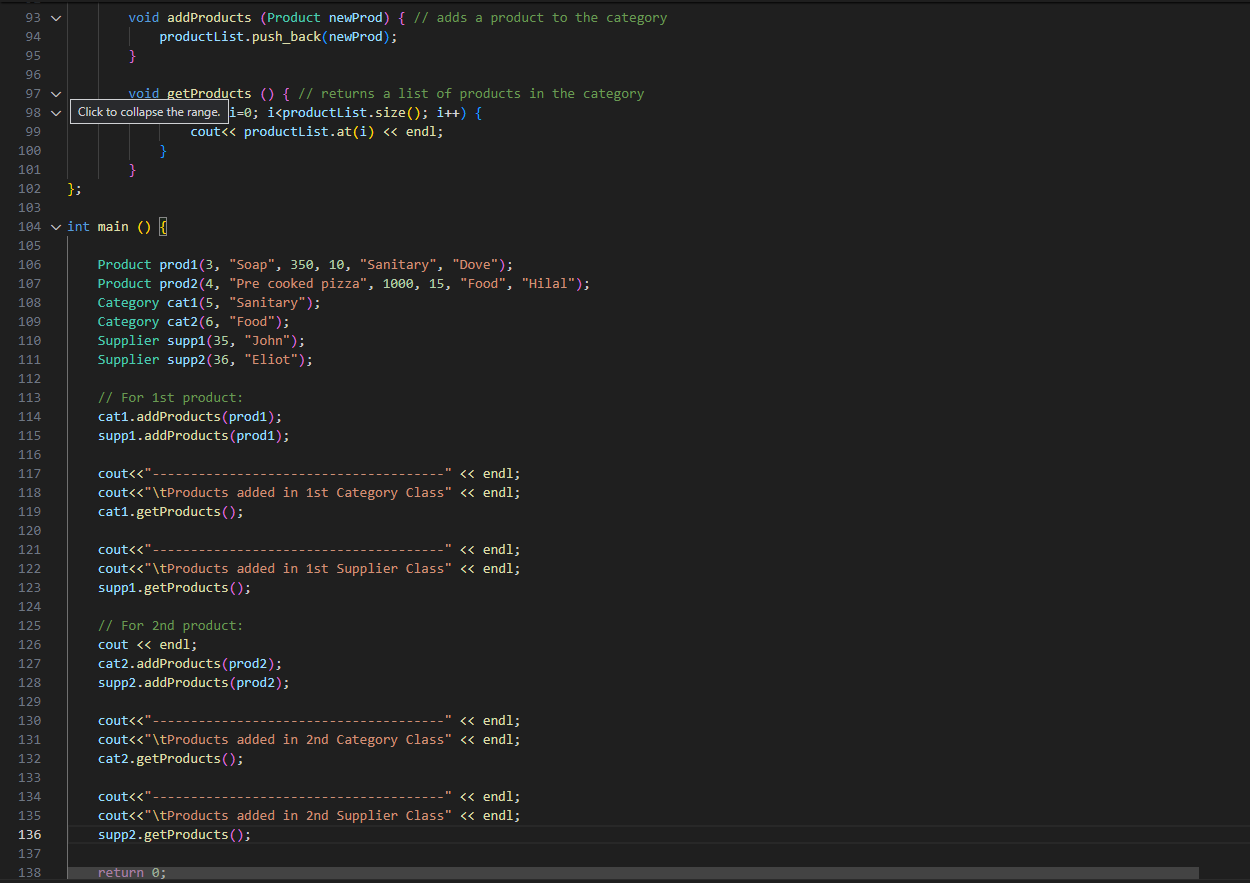 93 void addProducts (Product newProd) { // adds a product to the category
94 productList.push_back(newProd);
95 }
96
97 void getProducts () { // returns a list of products in the category
98 Click to collapse the range. i=0; i<productList.size(); i++) {
99 cout<< productList.at(i) << endl;
100 }
101 }
102 };
103
104 int main () {
105
106 Product prod1(3, "Soap", 350, 10, "Sanitary", "Dove");
107 Product prod2(4, "Pre cooked pizza", 1000, 15, "Food", "Hilal");
108 Category cat1(5, "Sanitary");
109 Category cat2(6, "Food");
110 Supplier supp1(35, "John");
111 Supplier supp2(36, "Eliot");
112
113 // For 1st product:
114 cat1.addProducts(prod1);
115 supp1.addProducts(prod1);
116
117 cout<<"--------------------------------------" << endl;
118 cout<<"\tProducts added in 1st Category Class" << endl;
119 cat1.getProducts();
120
121 cout<<"--------------------------------------" << endl;
122 cout<<"\tProducts added in 1st Supplier Class" << endl;
123 supp1.getProducts();
124
125 // For 2nd product:
126 cout << endl;
127 cat2.addProducts(prod2);
128 supp2.addProducts(prod2);
129
130 cout<<"--------------------------------------" << endl;
131 cout<<"\tProducts added in 2nd Category Class" << endl;
132 cat2.getProducts();
133
134 cout<<"--------------------------------------" << endl;
135 cout<<"\tProducts added in 2nd Supplier Class" << endl;
136 supp2.getProducts();
137
138 return 0;